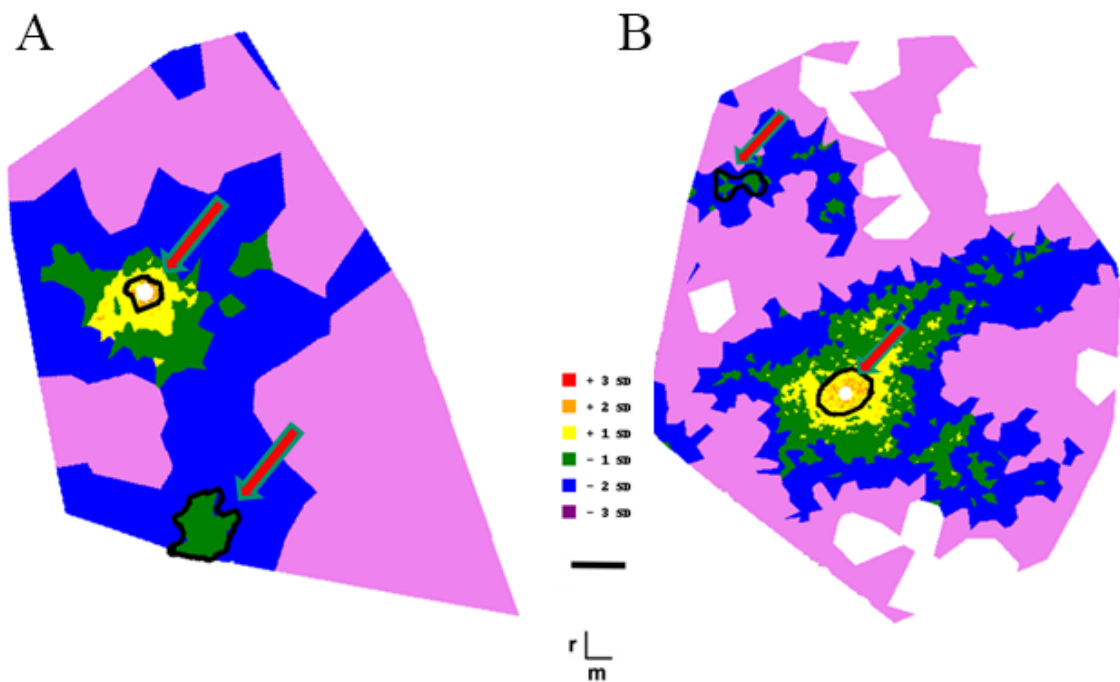 A
B
+ 3 SD
+ 2 SD
+ 1 SD
- 1 SD
- 2 SD
- 3 SD
r
m